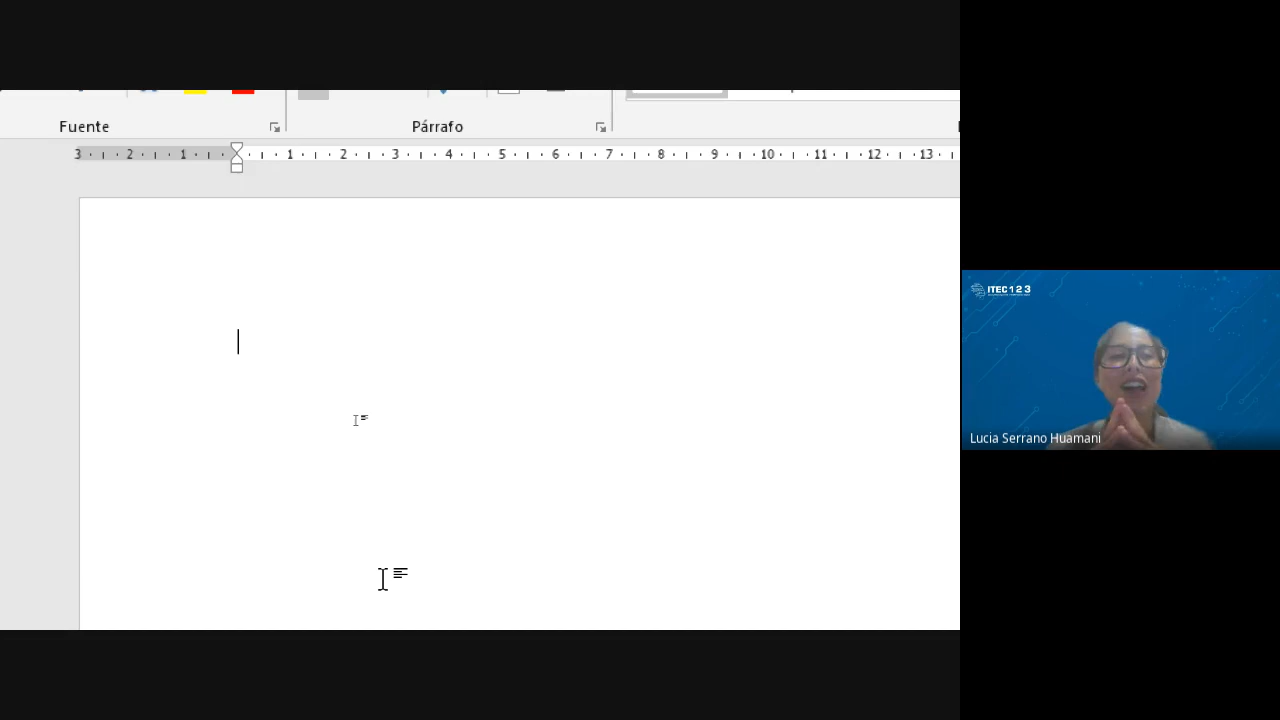 Fuente
Párrafo
3 2 1 1 2 3 4 5 6 7 8 9 10 11 12 13
ITEC 1 2 3
Lucia Serrano Huamani